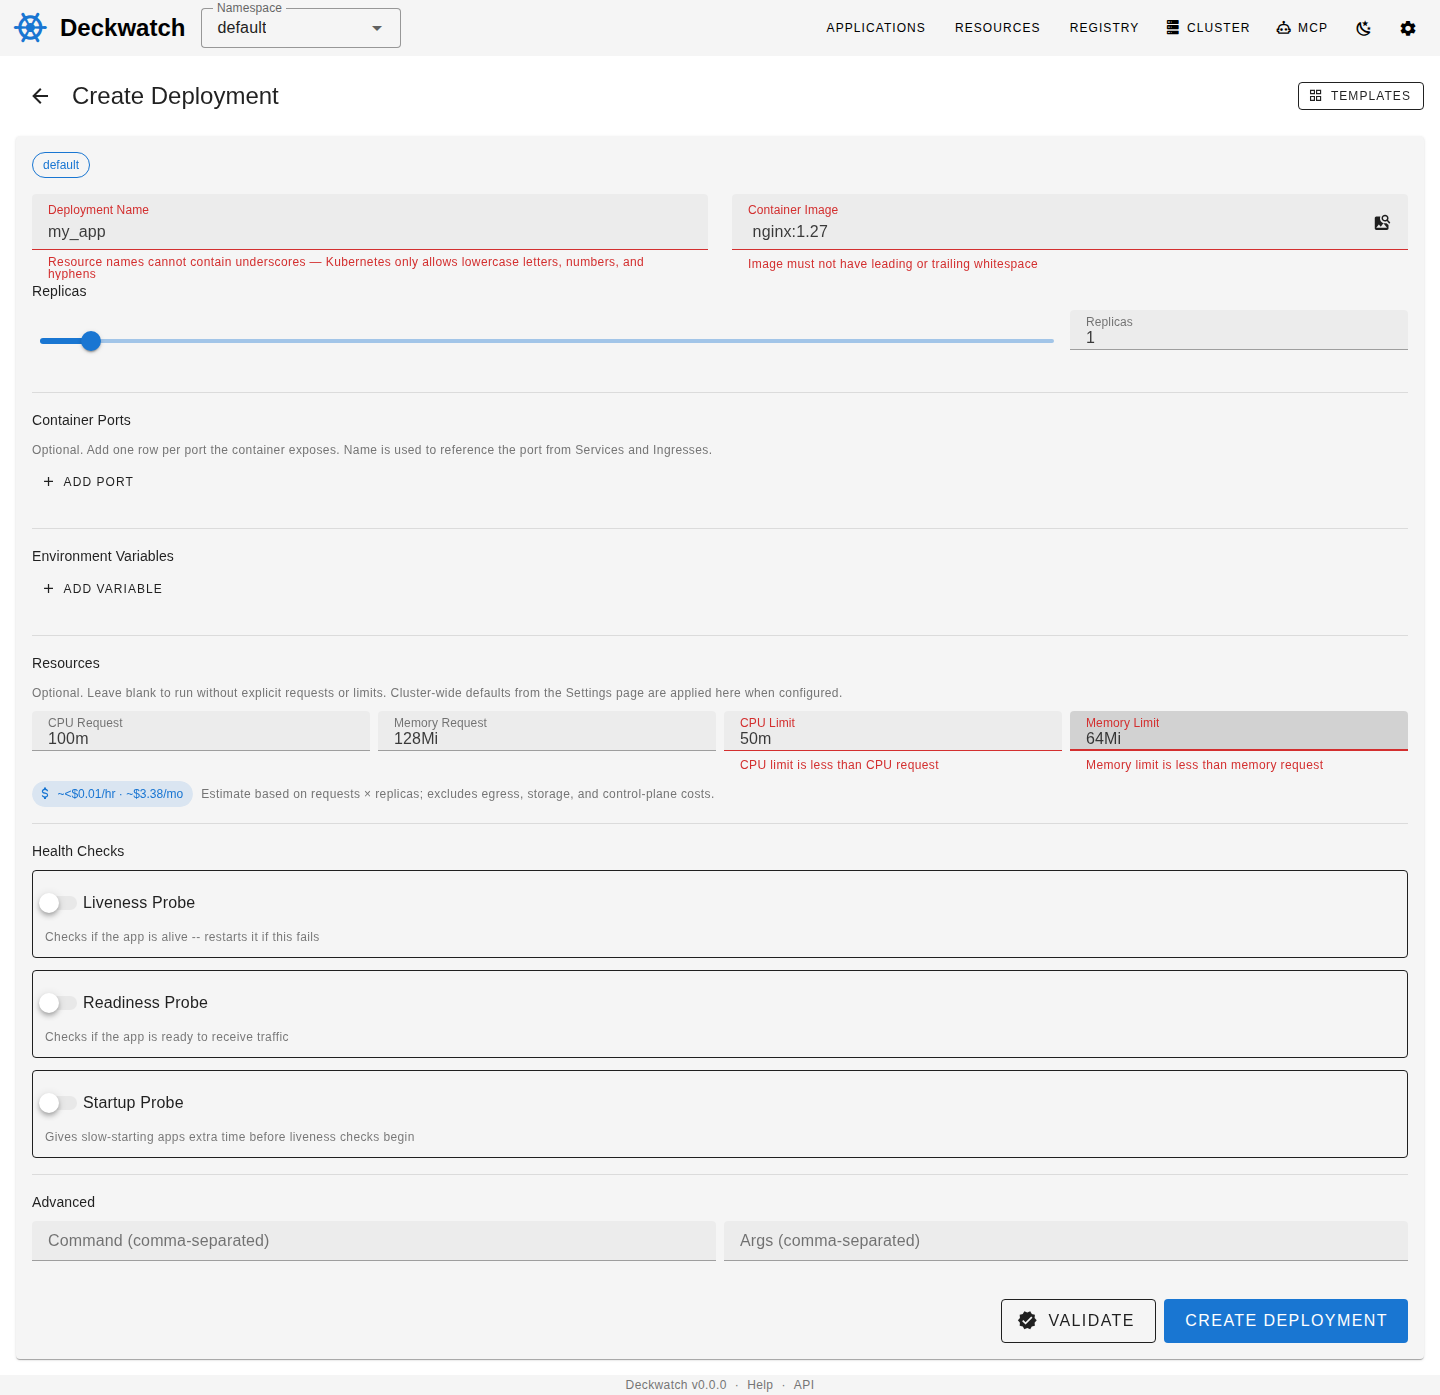 Deckwatch
Namespace
default
APPLICATIONS
RESOURCES
REGISTRY
CLUSTER
MCP
Create Deployment
TEMPLATES
default
Deployment Name
my_app
Resource names cannot contain underscores — Kubernetes only allows lowercase letters, numbers, and
hyphens
Container Image
nginx:1.27
Image must not have leading or trailing whitespace
Replicas
Replicas
1
Container Ports
Optional. Add one row per port the container exposes. Name is used to reference the port from Services and Ingresses.
+ ADD PORT
Environment Variables
+ ADD VARIABLE
Resources
Optional. Leave blank to run without explicit requests or limits. Cluster-wide defaults from the Settings page are applied here when configured.
CPU Request
100m
Memory Request
128Mi
CPU Limit
50m
CPU limit is less than CPU request
Memory Limit
64Mi
Memory limit is less than memory request
$ ~<$0.01/hr · ~$3.38/mo
Estimate based on requests × replicas; excludes egress, storage, and control-plane costs.
Health Checks
Liveness Probe
Checks if the app is alive -- restarts it if this fails
Readiness Probe
Checks if the app is ready to receive traffic
Startup Probe
Gives slow-starting apps extra time before liveness checks begin
Advanced
Command (comma-separated)
Args (comma-separated)
VALIDATE
CREATE DEPLOYMENT
Deckwatch v0.0.0 · Help · API